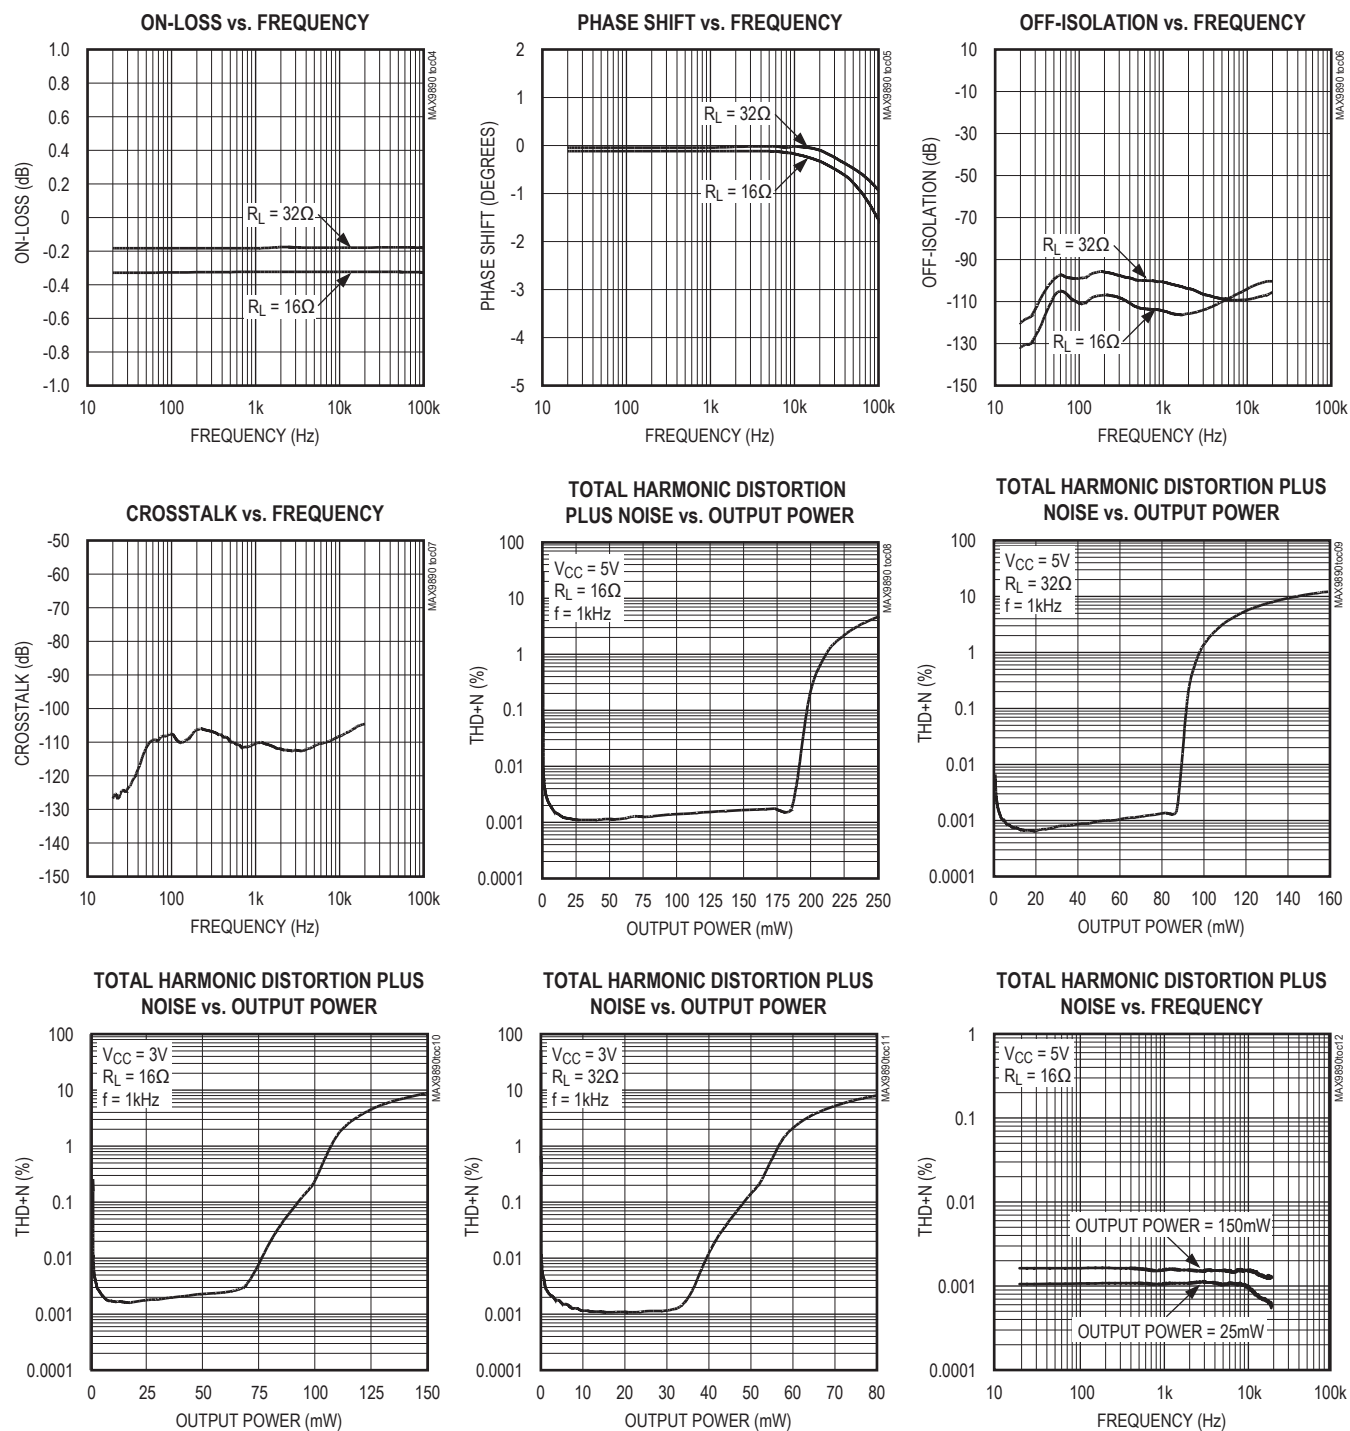 ON-LOSS vs. FREQUENCY
MAX9890 toc04
ON-LOSS (dB)
1.0
0.8
0.6
0.4
0.2
0
-0.2
-0.4
-0.6
-0.8
-1.0
RL = 32Ω
RL = 16Ω
10 100 1k 10k 100k
FREQUENCY (Hz)
PHASE SHIFT vs. FREQUENCY
MAX9890 toc05
PHASE SHIFT (DEGREES)
2
1
0
-1
-2
-3
-4
-5
RL = 32Ω
RL = 16Ω
10 100 1k 10k 100k
FREQUENCY (Hz)
OFF-ISOLATION vs. FREQUENCY
MAX9890 toc06
OFF-ISOLATION (dB)
10
-10
-30
-50
-70
-90
-110
-130
-150
RL = 32Ω
RL = 16Ω
10 100 1k 10k 100k
FREQUENCY (Hz)
CROSSTALK vs. FREQUENCY
MAX9890 toc07
CROSSTALK (dB)
-50
-60
-70
-80
-90
-100
-110
-120
-130
-140
-150
10 100 1k 10k 100k
FREQUENCY (Hz)
TOTAL HARMONIC DISTORTION
PLUS NOISE vs. OUTPUT POWER
MAX9890 toc08
THD+N (%)
100
10
1
0.1
0.01
0.001
0.0001
VCC = 5V
RL = 16Ω
f = 1kHz
0 25 50 75 100 125 150 175 200 225 250
OUTPUT POWER (mW)
TOTAL HARMONIC DISTORTION PLUS
NOISE vs. OUTPUT POWER
MAX9890toc09
THD+N (%)
100
10
1
0.1
0.01
0.001
0.0001
VCC = 5V
RL = 32Ω
f = 1kHz
0 20 40 60 80 100 120 140 160
OUTPUT POWER (mW)
TOTAL HARMONIC DISTORTION PLUS
NOISE vs. OUTPUT POWER
MAX9890toc10
THD+N (%)
100
10
1
0.1
0.01
0.001
0.0001
VCC = 3V
RL = 16Ω
f = 1kHz
0 25 50 75 100 125 150
OUTPUT POWER (mW)
TOTAL HARMONIC DISTORTION PLUS
NOISE vs. OUTPUT POWER
MAX9890toc11
THD+N (%)
100
10
1
0.1
0.01
0.001
0.0001
VCC = 3V
RL = 32Ω
f = 1kHz
0 10 20 30 40 50 60 70 80
OUTPUT POWER (mW)
TOTAL HARMONIC DISTORTION PLUS
NOISE vs. FREQUENCY
MAX9890toc12
THD+N (%)
1
0.1
0.01
0.001
0.0001
VCC = 5V
RL = 16Ω
OUTPUT POWER = 150mW
OUTPUT POWER = 25mW
10 100 1k 10k 100k
FREQUENCY (Hz)